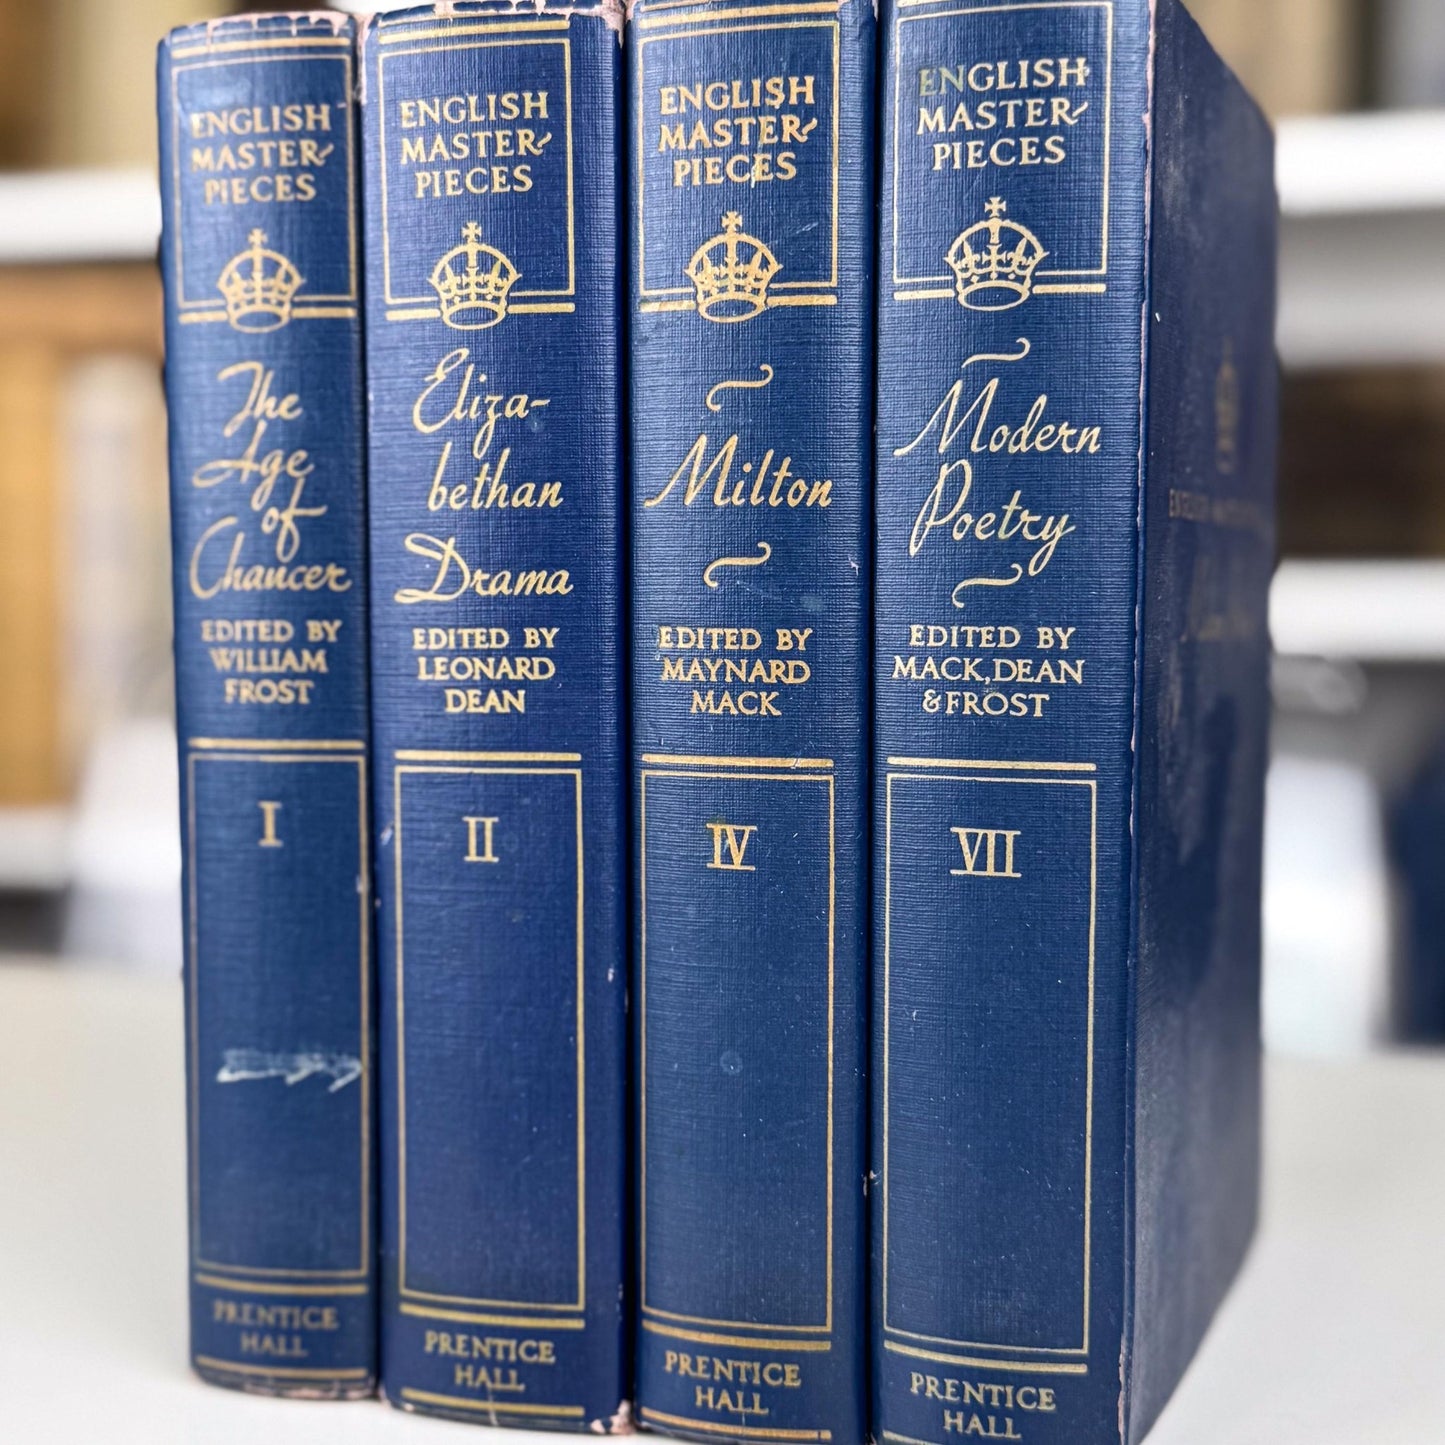 ENGLISH
MASTER-
PIECES
The
Age
of
Chaucer
EDITED BY
WILLIAM
FROST
I
PRENTICE
HALL
ENGLISH
MASTER-
PIECES
Eliza-
bethan
Drama
EDITED BY
LEONARD
DEAN
II
PRENTICE
HALL
ENGLISH
MASTER-
PIECES
Milton
EDITED BY
MAYNARD
MACK
IV
PRENTICE
HALL
ENGLISH
MASTER-
PIECES
Modern
Poetry
EDITED BY
MACK, DEAN
& FROST
VII
PRENTICE
HALL